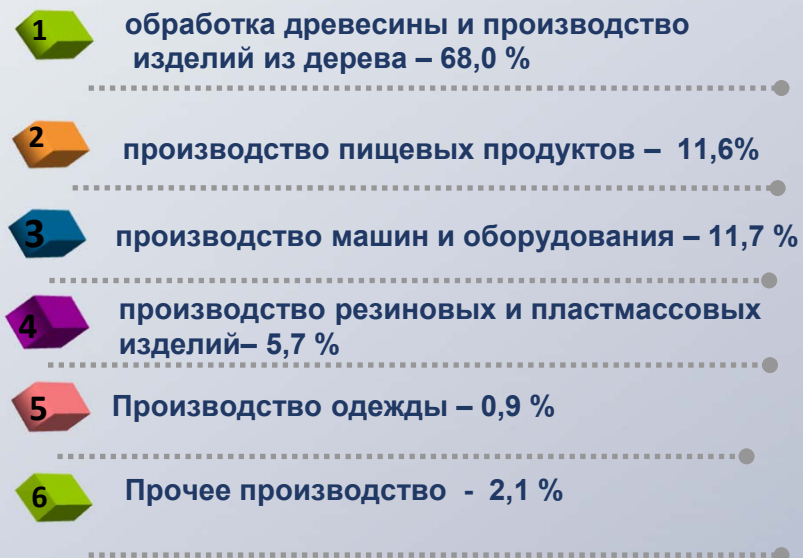 1 обработка древесины и производство
изделий из дерева – 68,0 %
2 производство пищевых продуктов – 11,6%
3 производство машин и оборудования – 11,7 %
4 производство резиновых и пластмассовых
изделий– 5,7 %
5 Производство одежды – 0,9 %
6 Прочее производство - 2,1 %